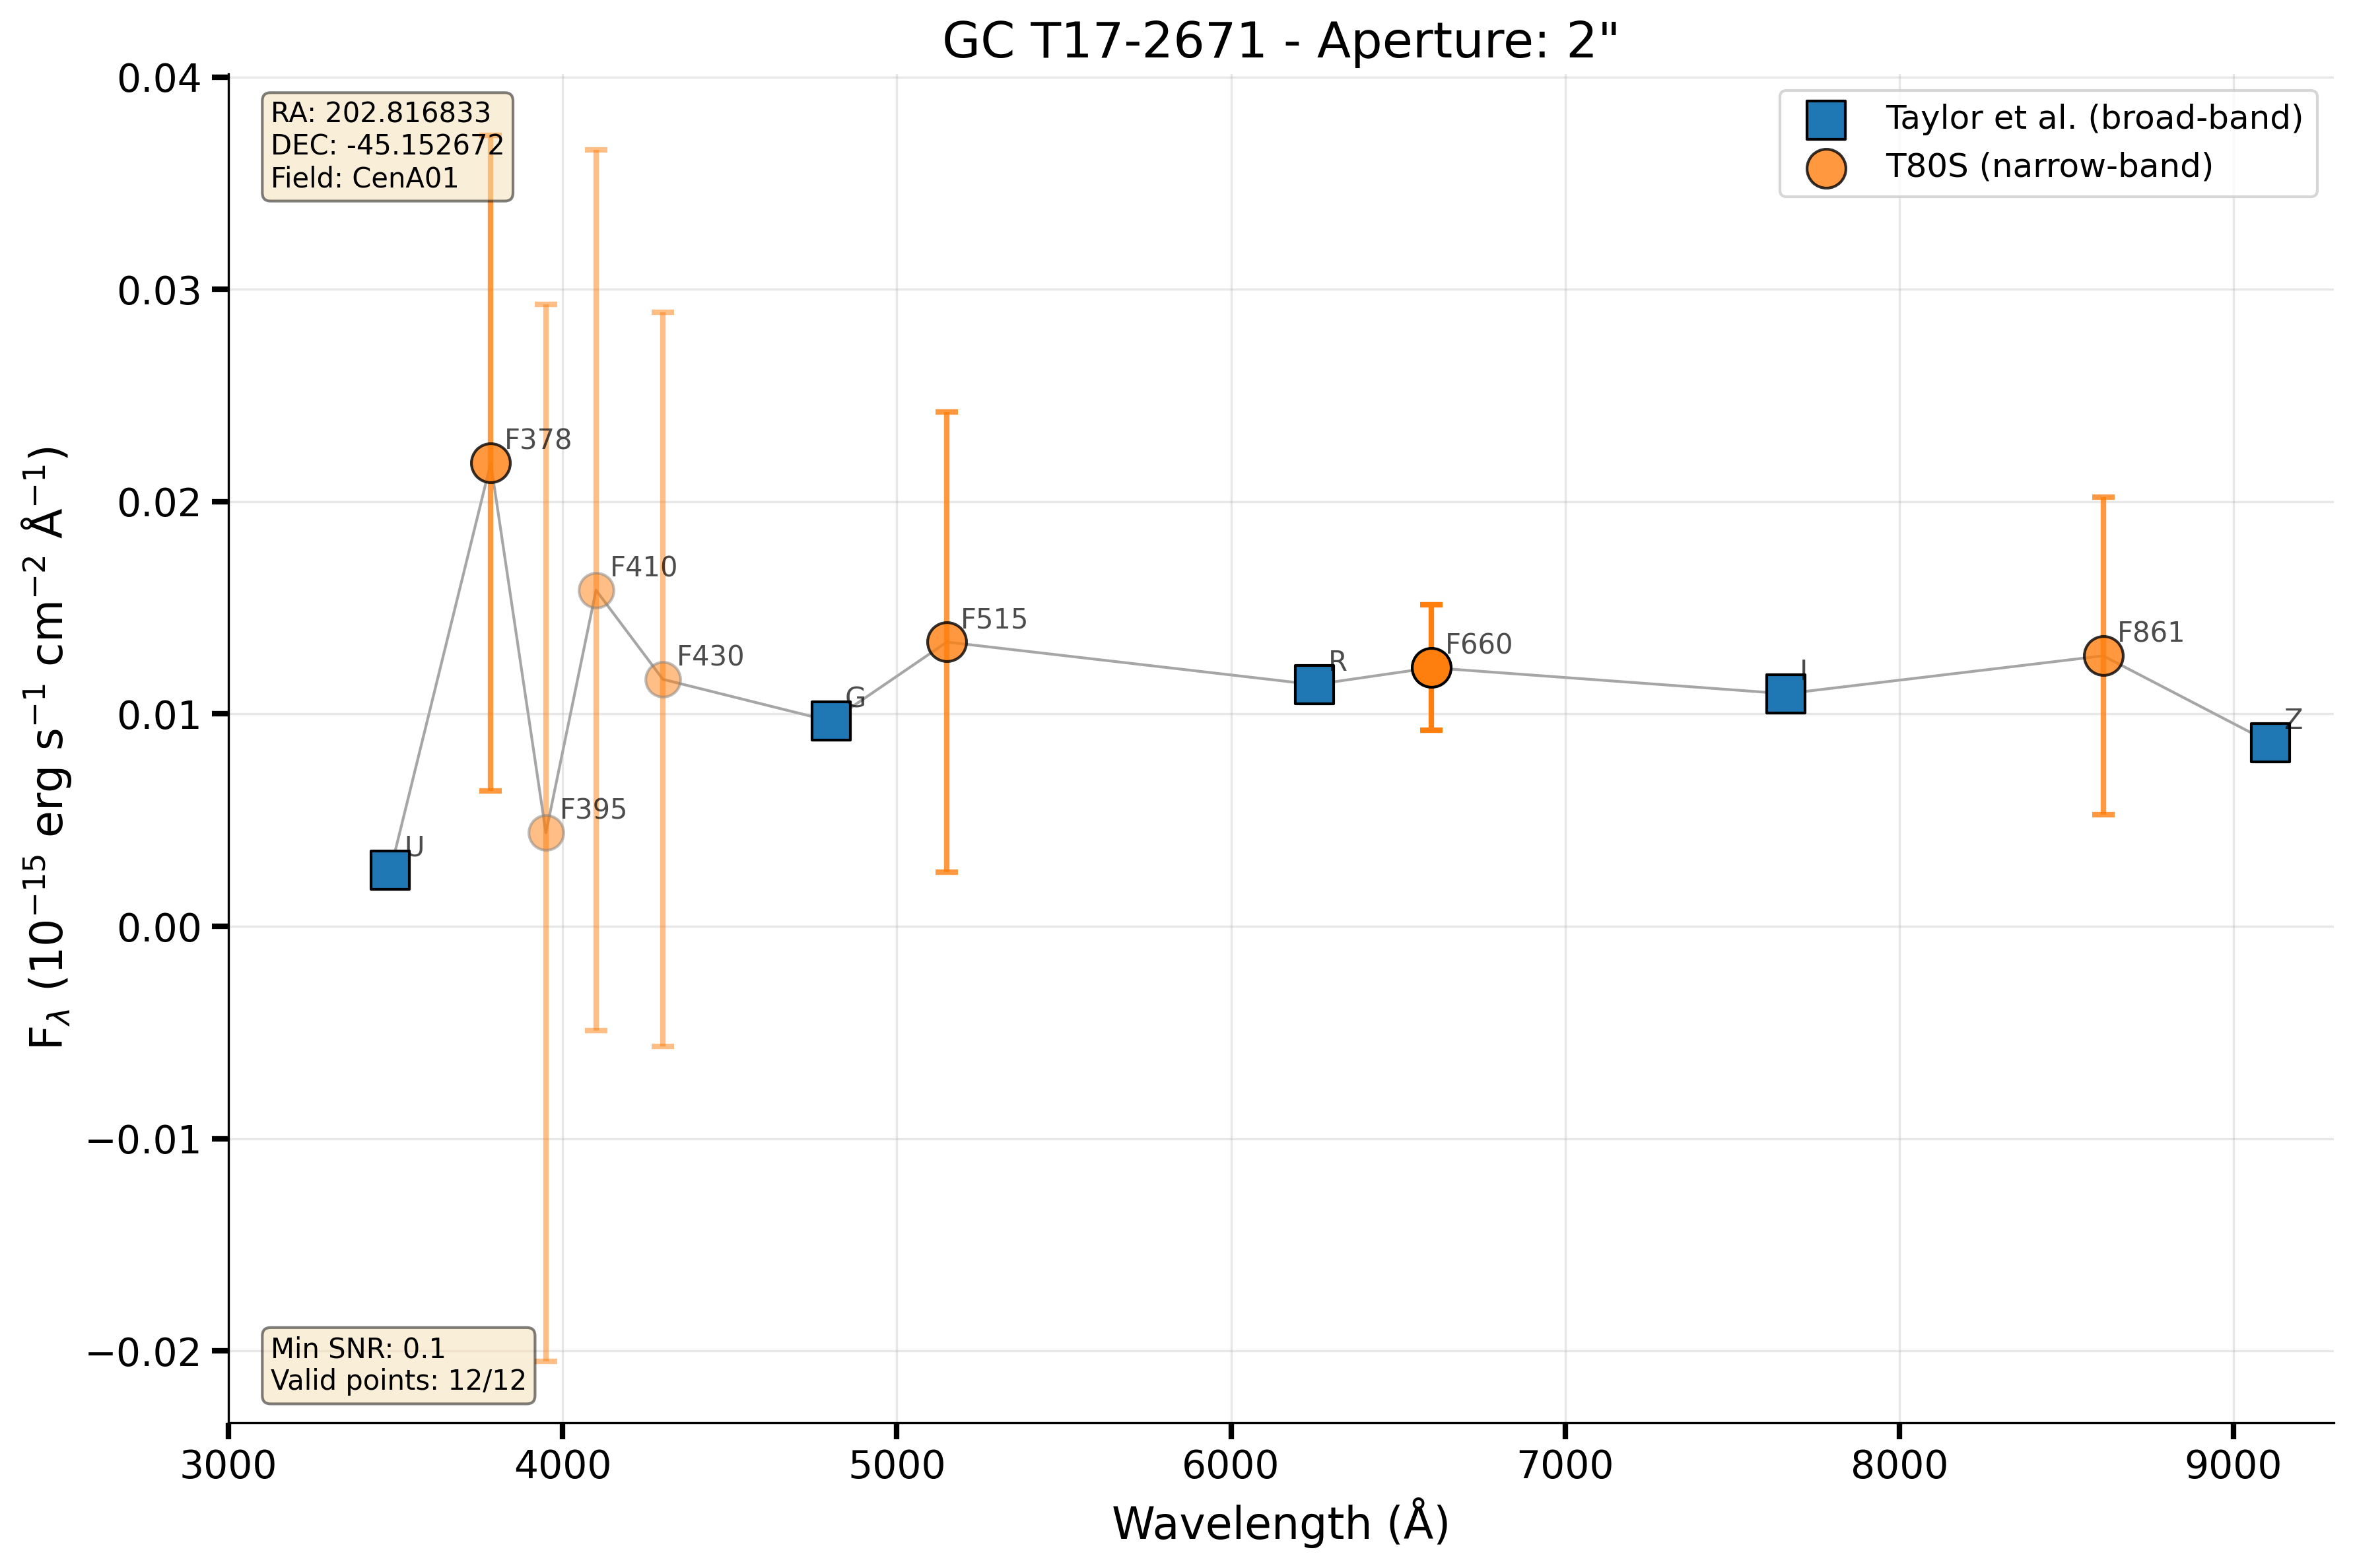 GC T17-2671 - Aperture: 2"
RA: 202.816833
DEC: -45.152672
Field: CenA01
Taylor et al. (broad-band)
T80S (narrow-band)
F_λ (10⁻¹⁵ erg s⁻¹ cm⁻² Å⁻¹)
0.04
0.03
0.02
0.01
0.00
−0.01
−0.02
U
F378
F395
F410
F430
G
F515
R
F660
I
F861
Z
Min SNR: 0.1
Valid points: 12/12
3000 4000 5000 6000 7000 8000 9000
Wavelength (Å)